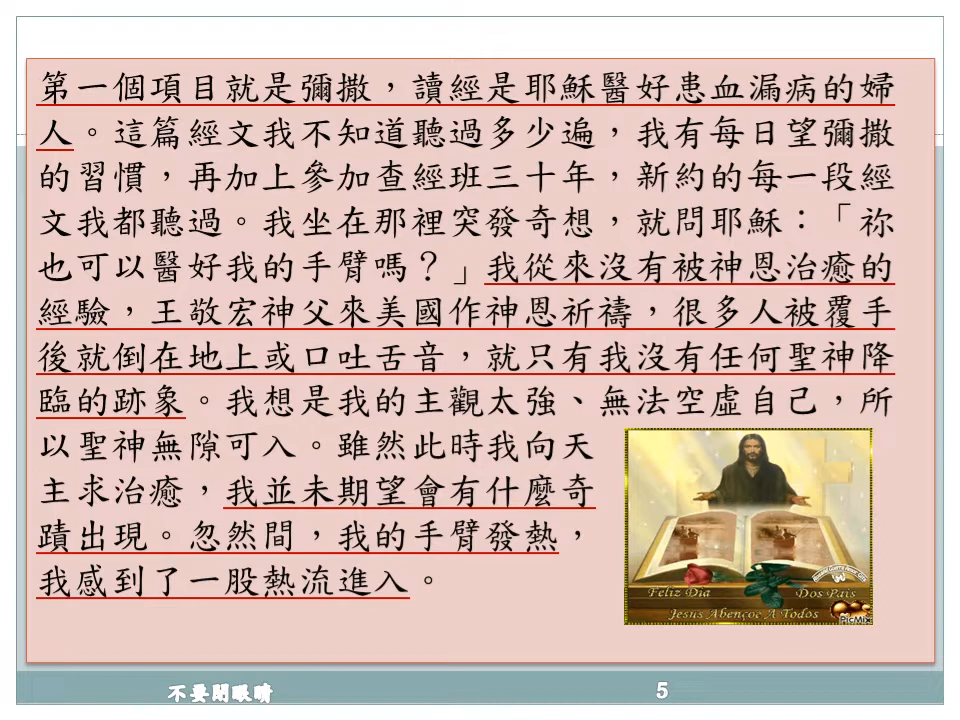 第一個項目就是彌撒，讀經是耶穌醫好患血漏病的婦
人。這篇經文我不知道聽過多少遍，我有每日望彌撒
的習慣，再加上參加查經班三十年，新約的每一段經
文我都聽過。我坐在那裡突發奇想，就問耶穌：「祢
也可以醫好我的手臂嗎？」我從來沒有被神恩治癒的
經驗，王敬宏神父來美國作神恩祈禱，很多人被覆手
後就倒在地上或口吐舌音，就只有我沒有任何聖神降
臨的跡象。我想是我的主觀太強、無法空虛自己，所
以聖神無隙可入。雖然此時我向天
主求治癒，我並未期望會有什麼奇
蹟出現。忽然間，我的手臂發熱，
我感到了一股熱流進入。
Feliz Dia Dos Pais
Jesus Abençoe A Todos
PicMix
不要閉眼睛
5